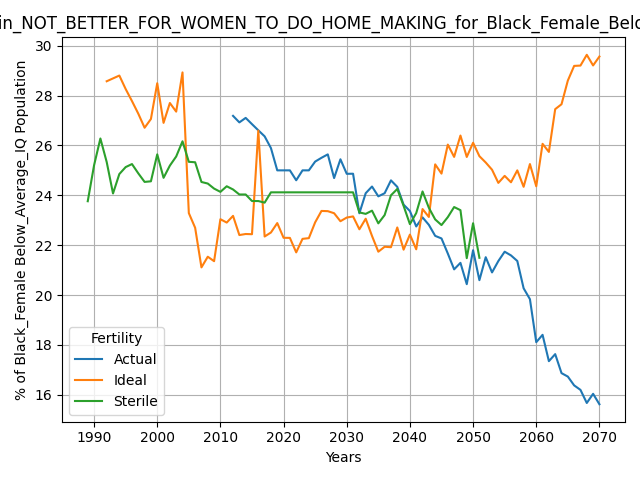 in_NOT_BETTER_FOR_WOMEN_TO_DO_HOME_MAKING_for_Black_Female_Belo
% of Black_Female Below_Average_IQ Population
30
28
26
24
22
20
18
16
Fertility
Actual
Ideal
Sterile
1990 2000 2010 2020 2030 2040 2050 2060 2070
Years